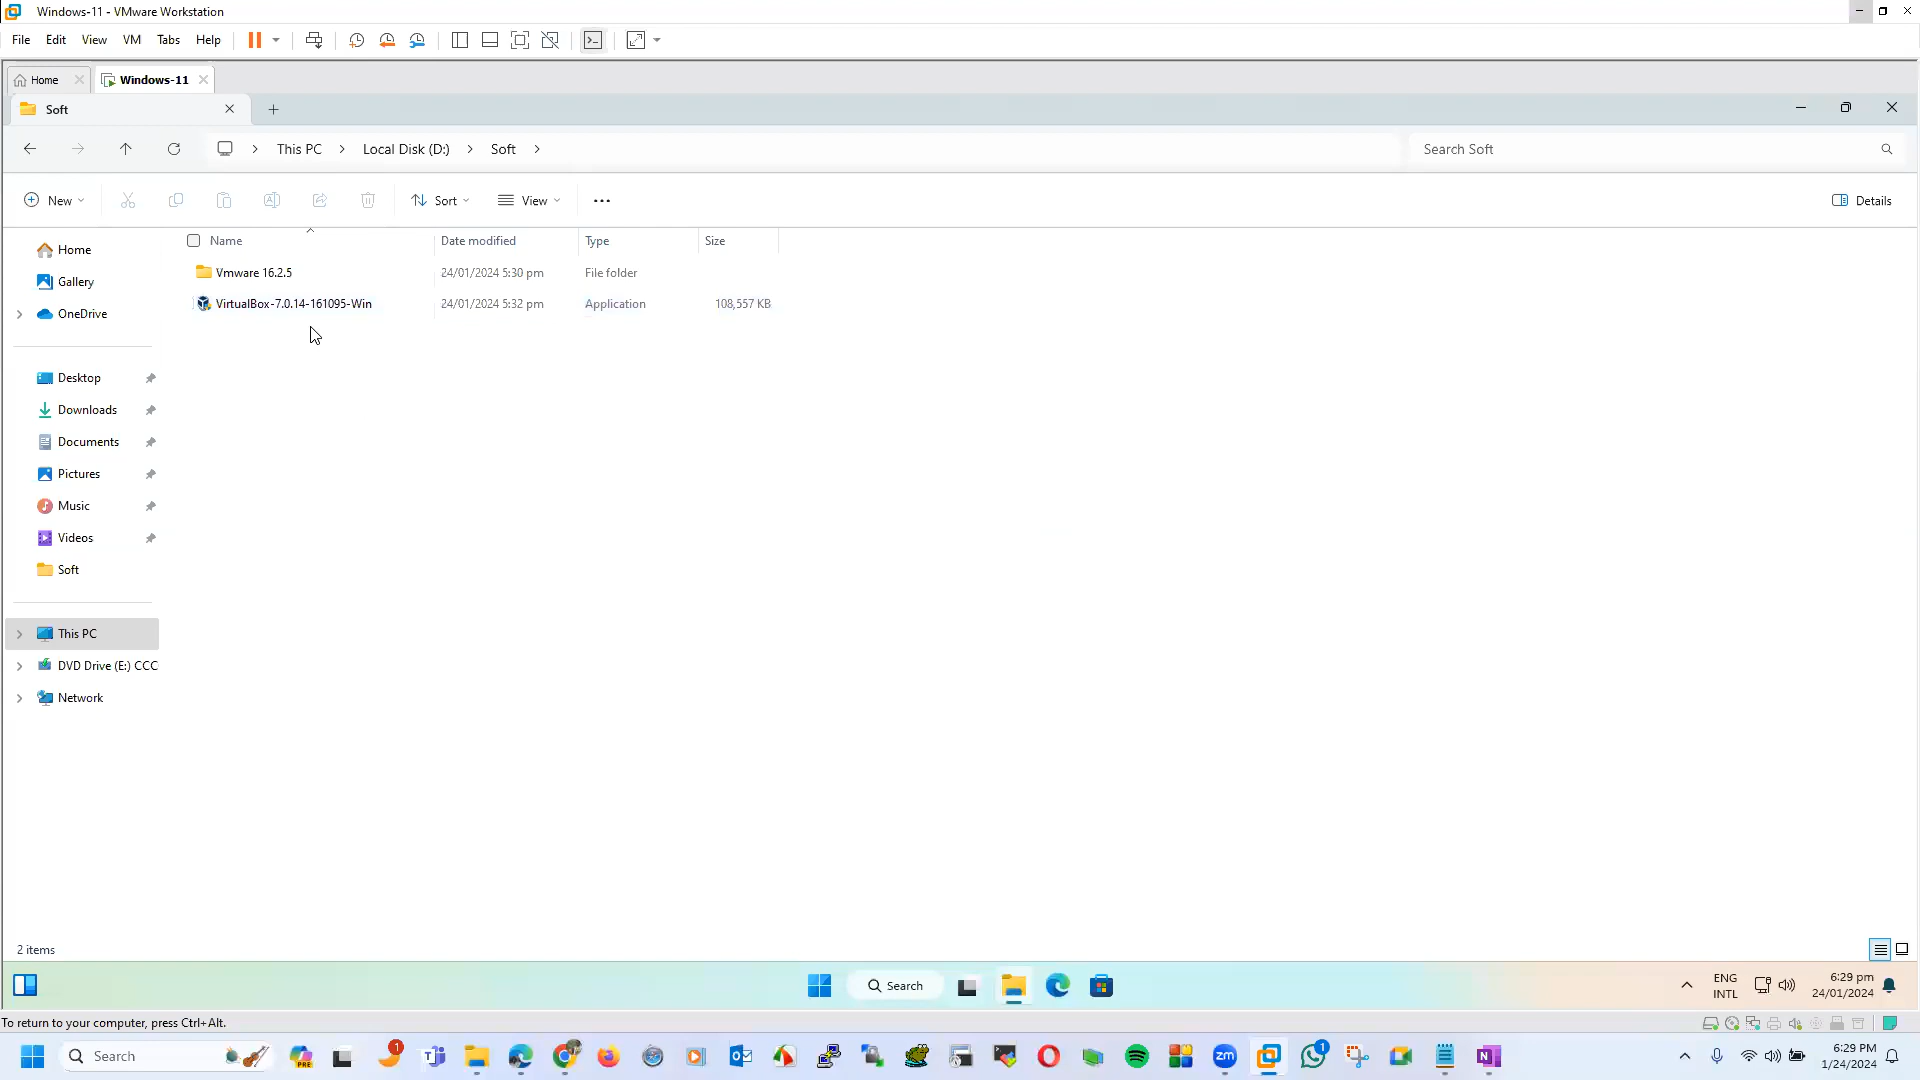 Windows-11 - VMware Workstation
File Edit View VM Tabs Help
Home Windows-11
Soft
This PC Local Disk (D:) Soft Search Soft
New Sort View Details
Name Date modified Type Size
Vmware 16.2.5 24/01/2024 5:30 pm File folder
VirtualBox-7.0.14-161095-Win 24/01/2024 5:32 pm Application 108,557 KB
Home
Gallery
OneDrive
Desktop
Downloads
Documents
Pictures
Music
Videos
Soft
This PC
DVD Drive (E:) CCC
Network
2 items
Search
ENG
INTL
6:29 pm
24/01/2024
To return to your computer, press Ctrl+Alt.
Search
PRE
1
zm
1
N
6:29 PM
1/24/2024